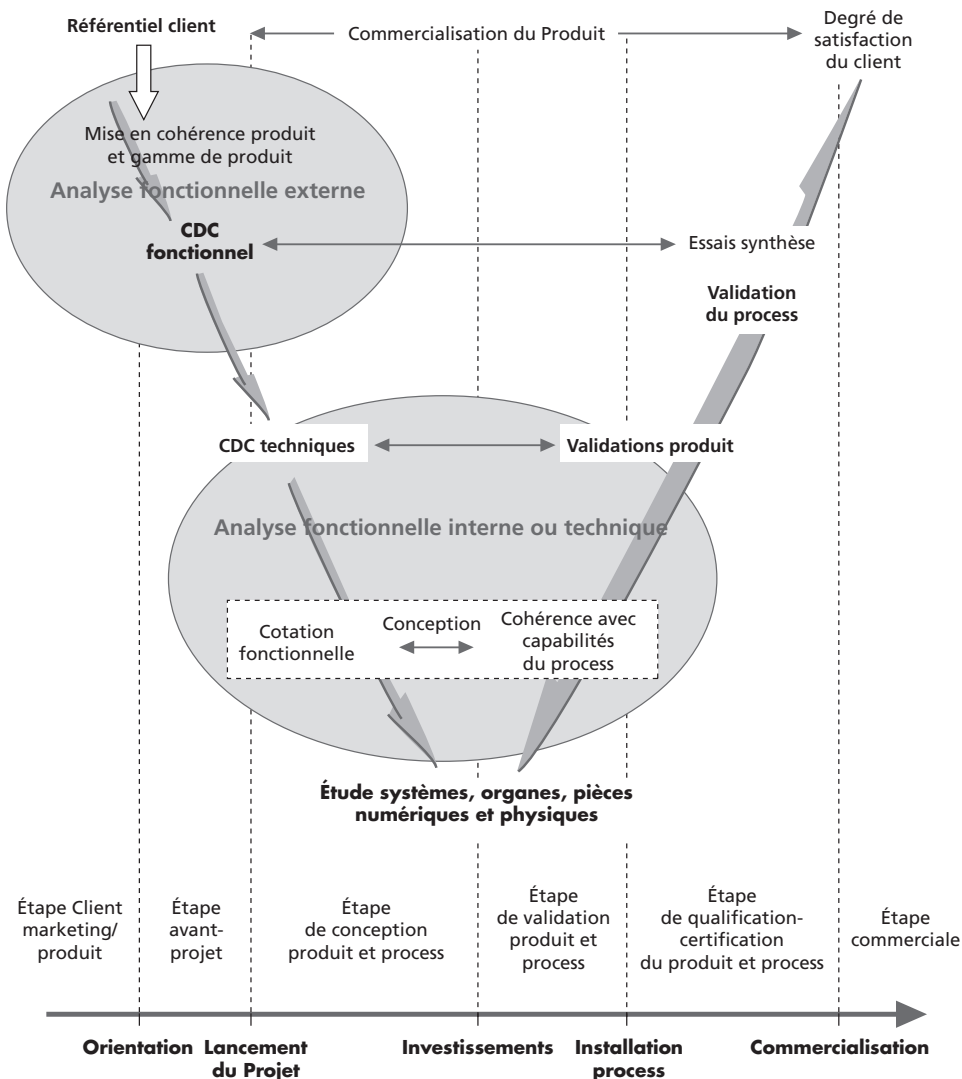 Référentiel client
Commercialisation du Produit
Degré de
satisfaction
du client
Mise en cohérence produit
et gamme de produit
Analyse fonctionnelle externe
CDC
fonctionnel
Essais synthèse
Validation
du process
CDC techniques
Validations produit
Analyse fonctionnelle interne ou technique
Cotation
fonctionnelle
Conception
Cohérence avec
capabilités
du process
Étude systèmes, organes, pièces
numériques et physiques
Étape Client
marketing/
produit
Étape
avant-
projet
Étape
de conception
produit et process
Étape
de validation
produit et
process
Étape
de qualification-
certification
du produit et process
Étape
commerciale
Orientation
Lancement
du Projet
Investissements
Installation
process
Commercialisation